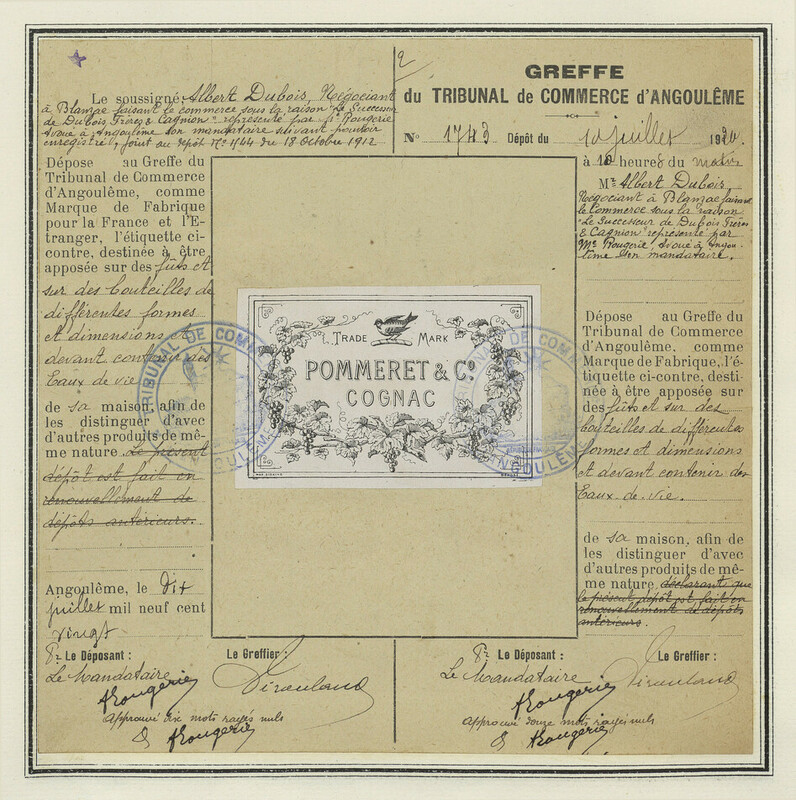 Le soussigné, Albert Dubois, Négociant
à Blanzac faisant le commerce sous la raison "Le Successeur
de Dubois Frères & Cagnion" représenté par Me Rougerie
avoué à Angoulême son mandataire suivant pouvoir
enregistré, joint au dépôt No 1144 du 18 Octobre 1912
Dépose au Greffe du
Tribunal de Commerce
d'Angoulême, comme
Marque de Fabrique
pour la France et l'E-
tranger, l'étiquette ci-
contre, destinée à être
apposée sur des fûts et
sur des bouteilles de
différentes formes
et dimensions et
devant contenir des
Eaux de vie
de sa maison, afin de
les distinguer d'avec
d'autres produits de mê-
me nature. Le présent
dépôt est fait en
renouvellement de
dépôts antérieurs.
Angoulême, le dix
juillet mil neuf cent
vingt
Pr Le Déposant :
Le Greffier :
Le Mandataire
Rougerie
Approuvé dix mots rayés nuls
Rougerie
TRADE MARK
POMMERET & Co
COGNAC
TRIBUNAL DE COMMERCE
ANGOULÊME
2
GREFFE
du TRIBUNAL de COMMERCE d'ANGOULÊME
No 1743 Dépôt du 10 juillet 1920.
à 10 heures du matin
Mr Albert Dubois
Négociant à Blanzac faisant
le Commerce sous la raison
"Le Successeur de Dubois Frères
& Cagnion" représenté par
Me Rougerie, avoué à Angou-
lême son mandataire.
Dépose au Greffe du
Tribunal de Commerce
d'Angoulême, comme
Marque de Fabrique, l'é-
tiquette ci-contre, desti-
née à être apposée sur
des fûts et sur des
bouteilles de différentes
formes et dimensions
et devant contenir des
Eaux de vie.
de sa maison, afin de
les distinguer d'avec
d'autres produits de mê-
me nature, déclarant que
le présent dépôt est fait en
renouvellement de dépôts
antérieurs.
Pr Le Déposant :
Le Greffier :
Le Mandataire
Rougerie
approuvé douze mots rayés nuls
Rougerie